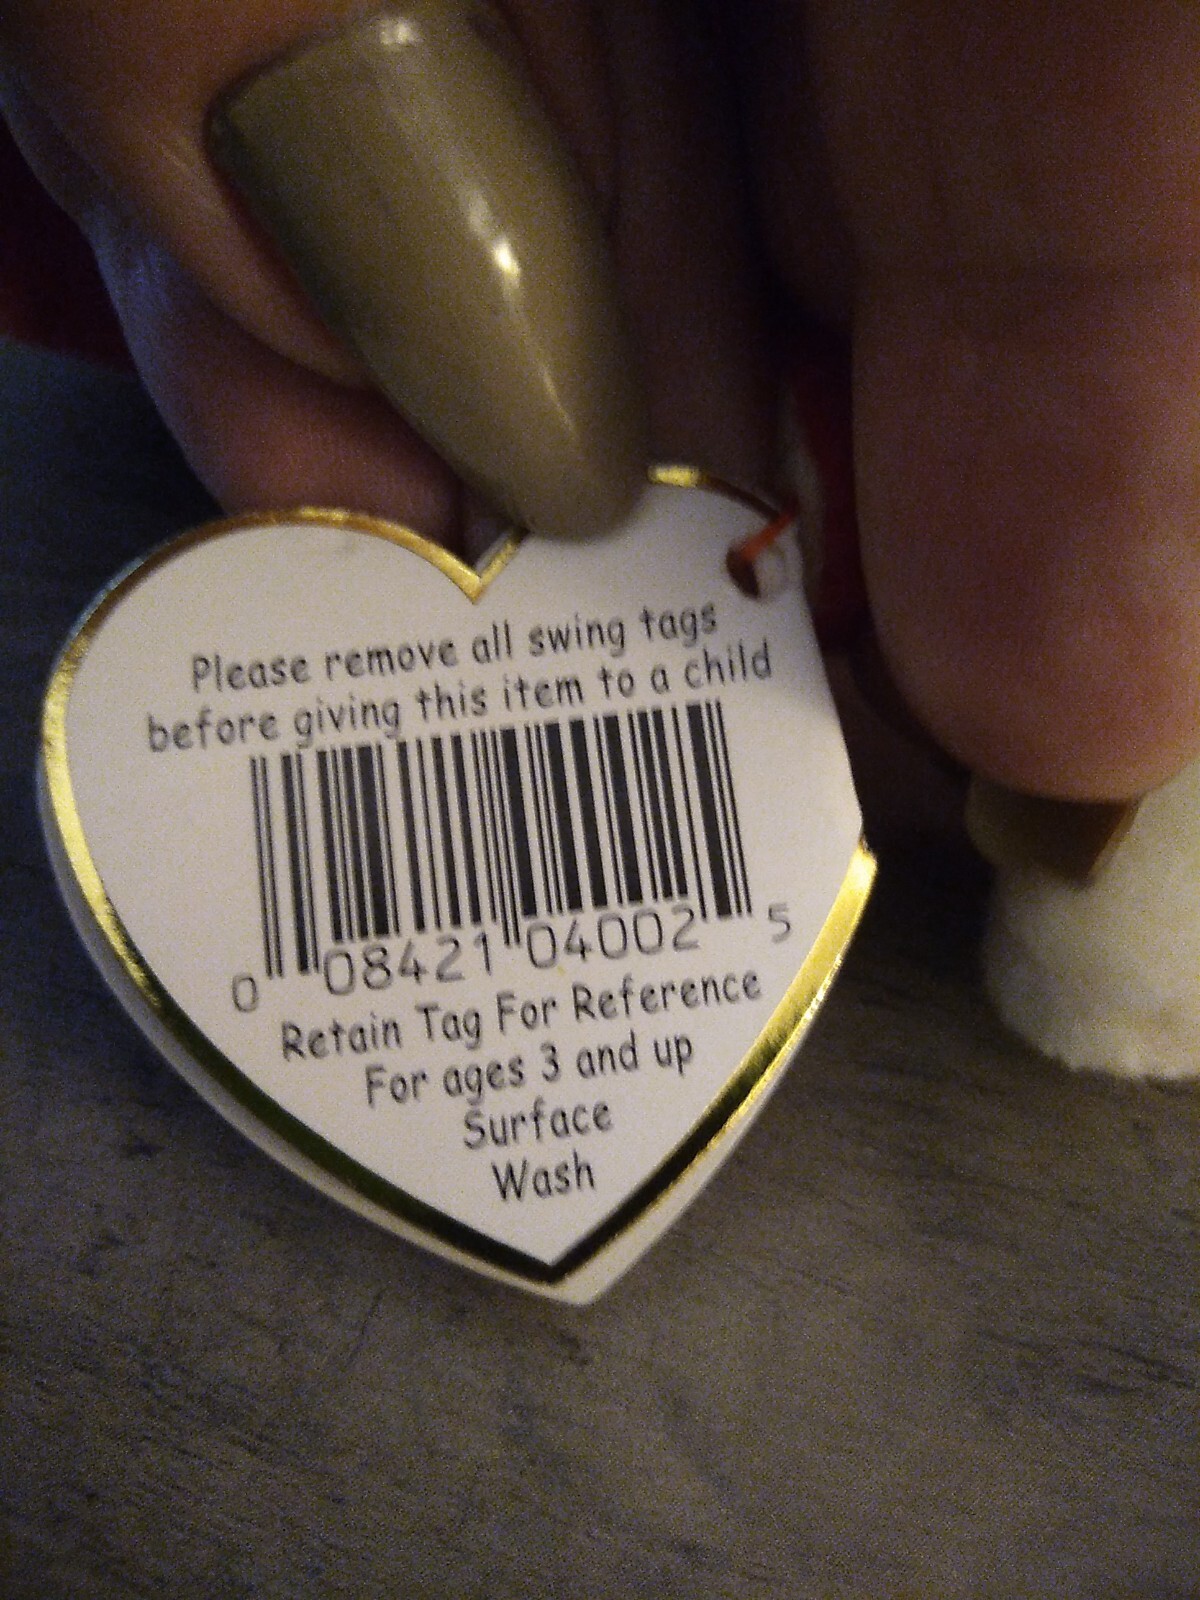 Please remove all swing tags
before giving this item to a child
0 08421 04002 5
Retain Tag For Reference
For ages 3 and up
Surface
Wash